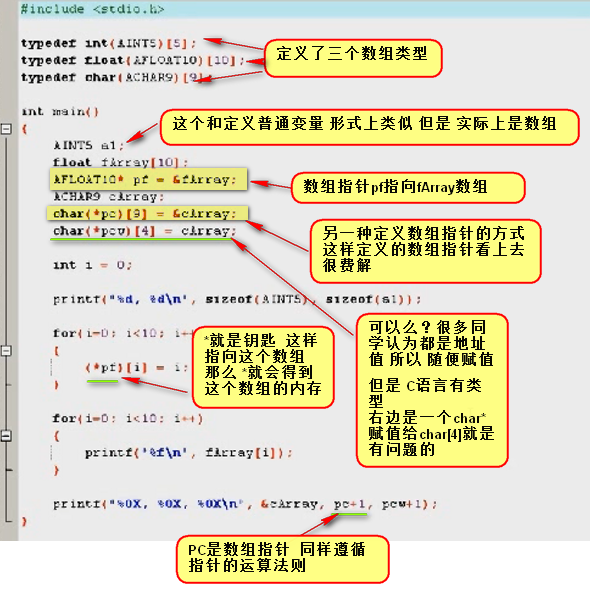 #include <stdio.h>
typedef int(AINT5)[5];
typedef float(AFLOAT10)[10];
typedef char(ACHAR9)[9];
定义了三个数组类型
int main()
{
这个和定义普通变量 形式上类似 但是 实际上是数组
AINT5 a1;
float fArray[10];
AFLOAT10* pf = &fArray;
数组指针pf指向fArray数组
ACHAR9 cArray;
char(*pc)[9] = &cArray;
char(*pcw)[4] = cArray;
另一种定义数组指针的方式
这样定义的数组指针看上去
很费解
int i = 0;
printf("%d, %d\n", sizeof(AINT5), sizeof(a1));
for(i=0; i<10; i++)
{
(*pf)[i] = i;
}
*就是钥匙 这样
指向这个数组
那么 *就会得到
这个数组的内存
可以么？很多同
学认为都是地址
值 所以 随便赋值
但是 C语言有类
型
右边是一个char*
赋值给char[4]就是
有问题的
for(i=0; i<10; i++)
{
printf("%f\n", fArray[i]);
}
printf("%0X, %0X, %0X\n", &cArray, pc+1, pcw+1);
}
PC是数组指针 同样遵循
指针的运算法则